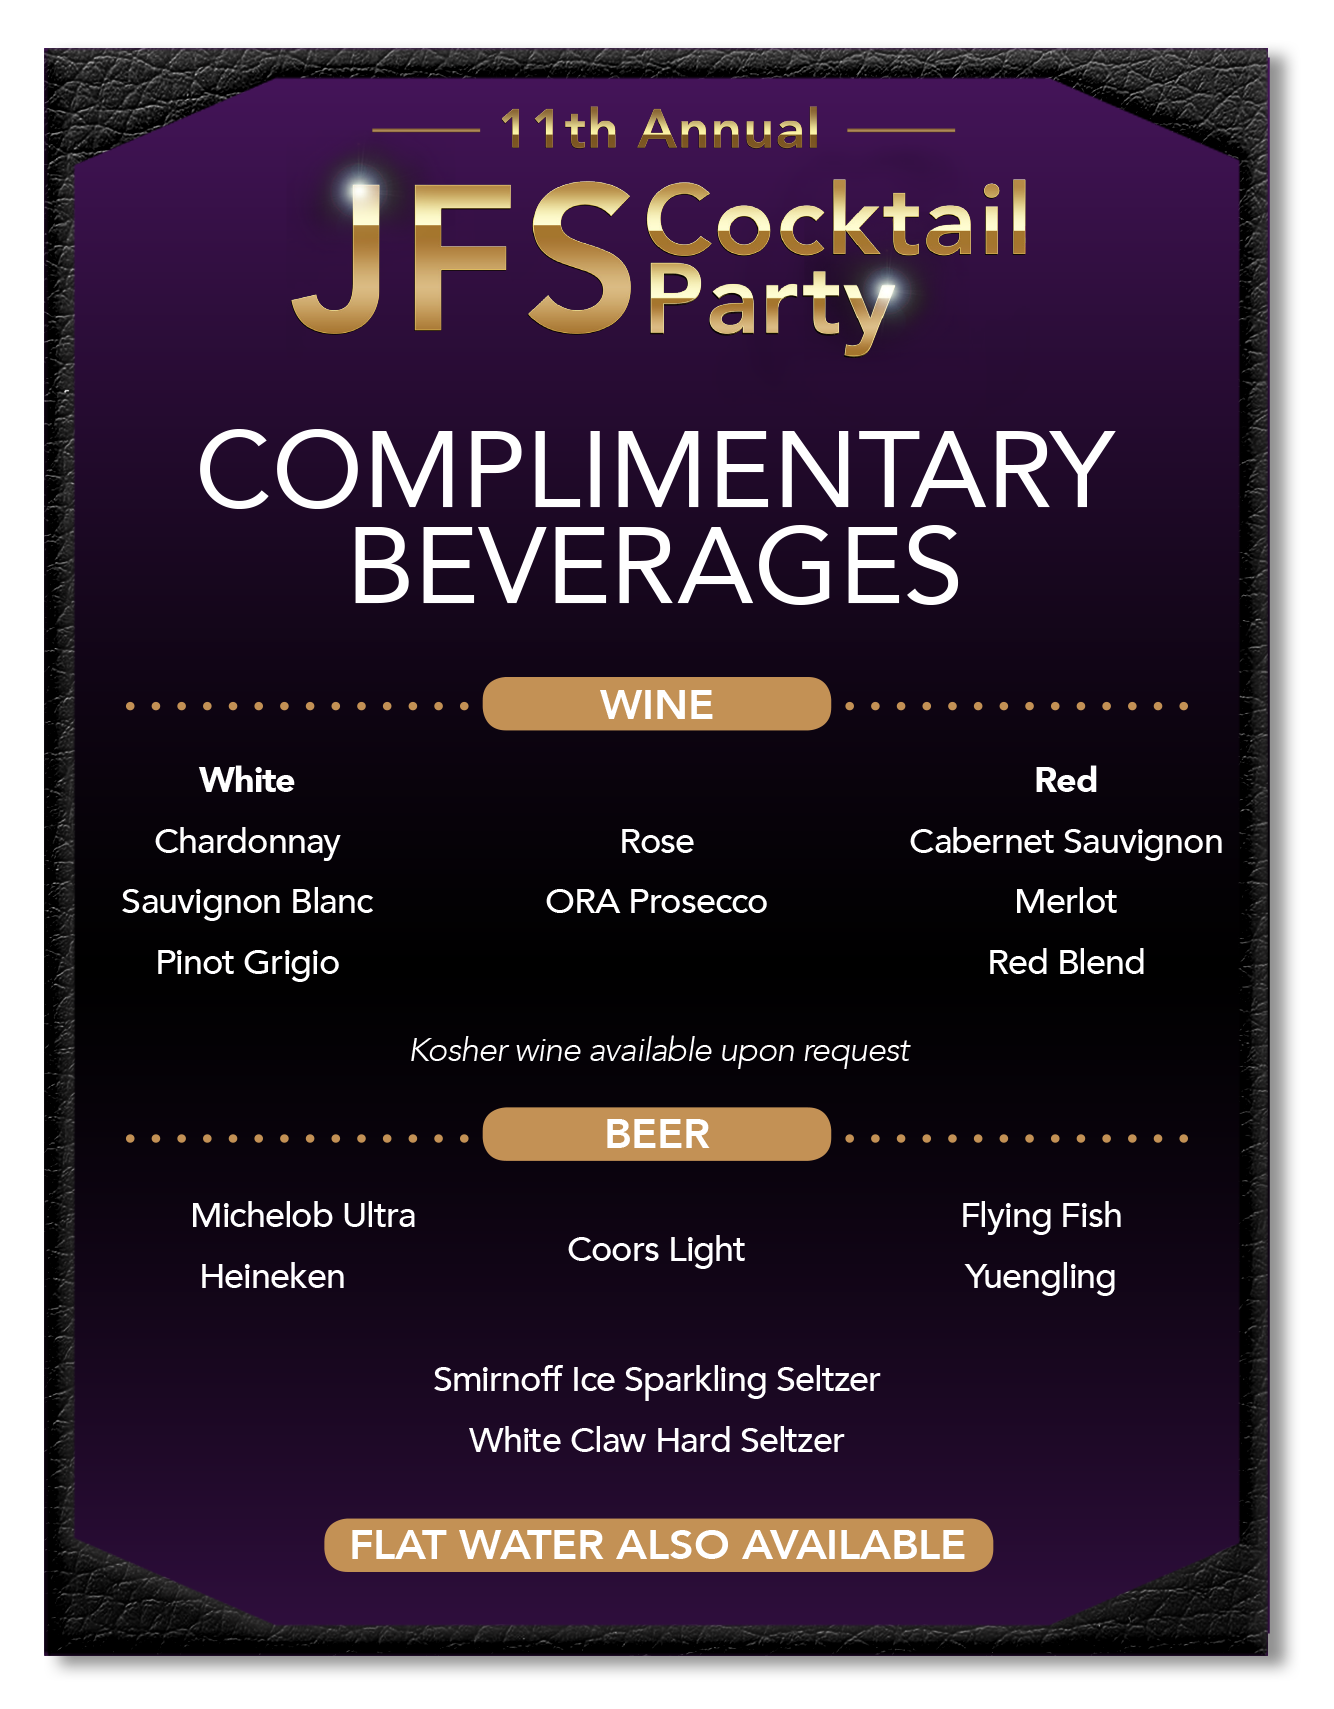 11th Annual
JFS Cocktail
Party
COMPLIMENTARY
BEVERAGES
WINE
White
Chardonnay
Sauvignon Blanc
Pinot Grigio
Rose
ORA Prosecco
Red
Cabernet Sauvignon
Merlot
Red Blend
Kosher wine available upon request
BEER
Michelob Ultra
Heineken
Coors Light
Flying Fish
Yuengling
Smirnoff Ice Sparkling Seltzer
White Claw Hard Seltzer
FLAT WATER ALSO AVAILABLE